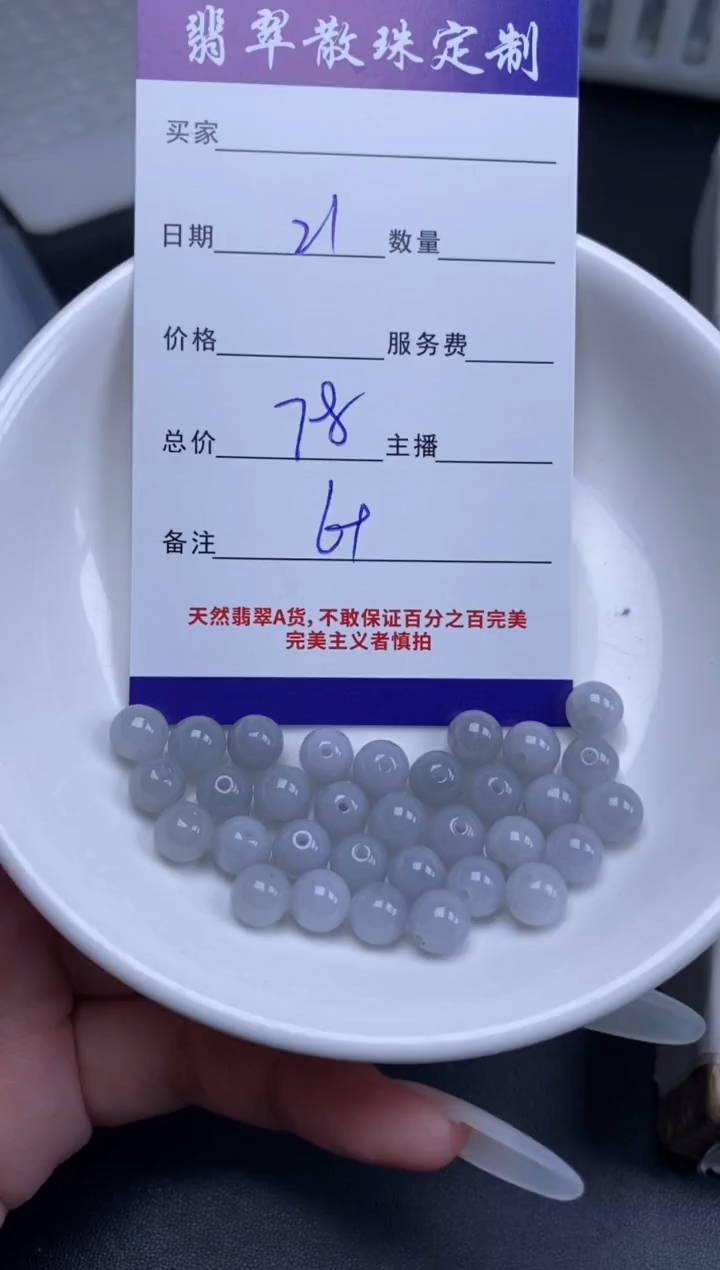 翡翠散珠定制
买家
日期 21 数量
价格 服务费
总价 78 主播
备注
天然翡翠A货，不敢保证百分之百完美
完美主义者慎拍